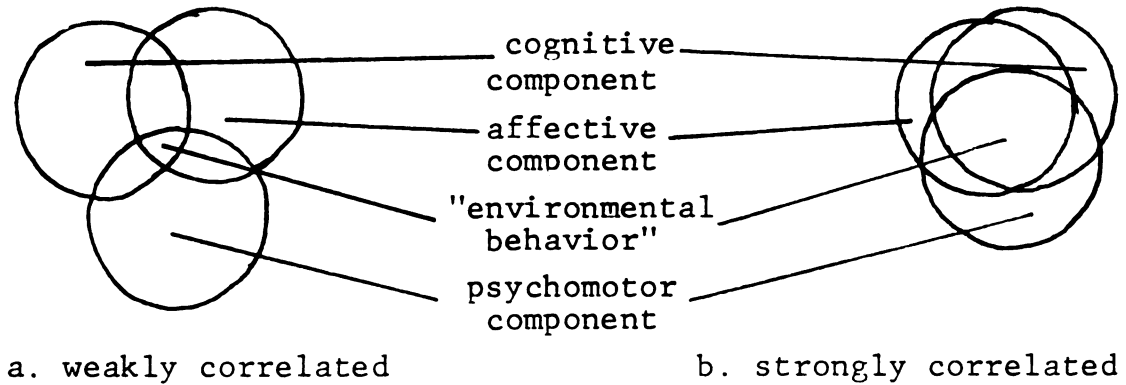 cognitive
component
affective
component
"environmental
behavior"
psychomotor
component
a. weakly correlated
b. strongly correlated